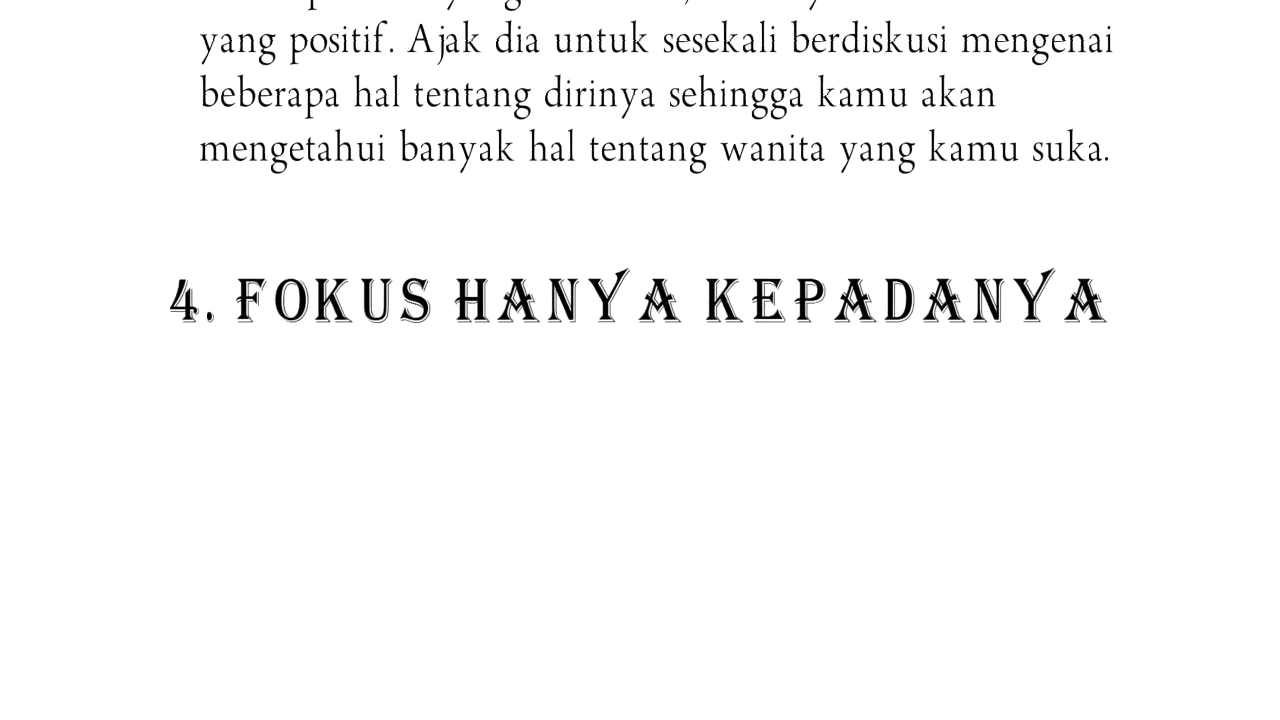 yang positif. Ajak dia untuk sesekali berdiskusi mengenai
beberapa hal tentang dirinya sehingga kamu akan
mengetahui banyak hal tentang wanita yang kamu suka.
4. FOKUS HANYA KEPADANYA